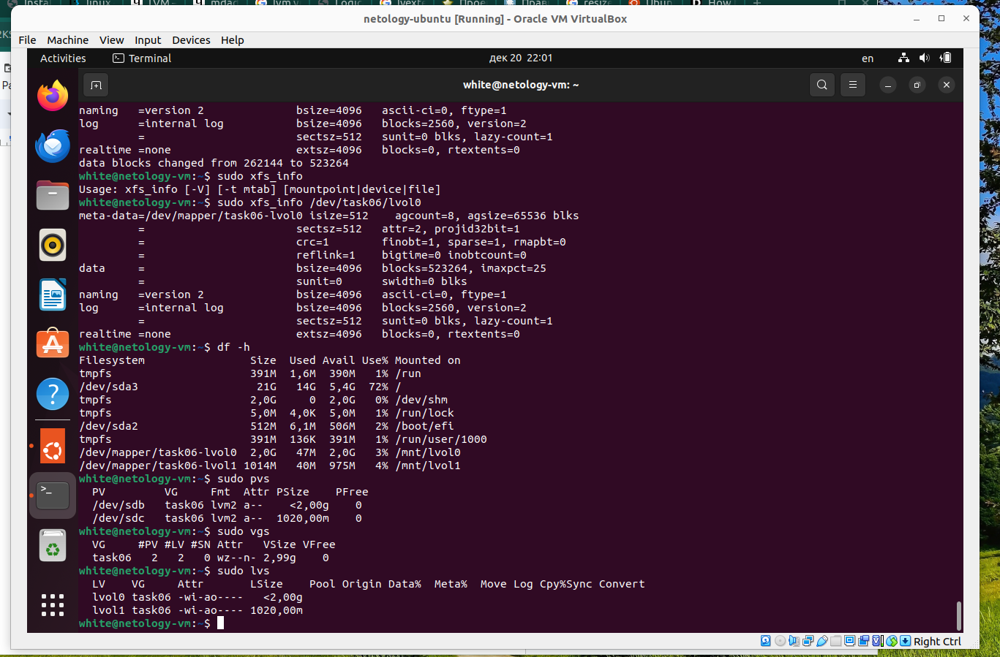 netology-ubuntu [Running] - Oracle VM VirtualBox
File Machine View Input Devices Help
Activities Terminal дек 20 22:01 en
white@netology-vm: ~
naming =version 2 bsize=4096 ascii-ci=0, ftype=1
log =internal log bsize=4096 blocks=2560, version=2
= sectsz=512 sunit=0 blks, lazy-count=1
realtime =none extsz=4096 blocks=0, rtextents=0
data blocks changed from 262144 to 523264
white@netology-vm:~$ sudo xfs_info
Usage: xfs_info [-V] [-t mtab] [mountpoint|device|file]
white@netology-vm:~$ sudo xfs_info /dev/task06/lvol0
meta-data=/dev/mapper/task06-lvol0 isize=512 agcount=8, agsize=65536 blks
= sectsz=512 attr=2, projid32bit=1
= crc=1 finobt=1, sparse=1, rmapbt=0
= reflink=1 bigtime=0 inobtcount=0
data = bsize=4096 blocks=523264, imaxpct=25
= sunit=0 swidth=0 blks
naming =version 2 bsize=4096 ascii-ci=0, ftype=1
log =internal log bsize=4096 blocks=2560, version=2
= sectsz=512 sunit=0 blks, lazy-count=1
realtime =none extsz=4096 blocks=0, rtextents=0
white@netology-vm:~$ df -h
Filesystem Size Used Avail Use% Mounted on
tmpfs 391M 1,6M 390M 1% /run
/dev/sda3 21G 14G 5,4G 72% /
tmpfs 2,0G 0 2,0G 0% /dev/shm
tmpfs 5,0M 4,0K 5,0M 1% /run/lock
/dev/sda2 512M 6,1M 506M 2% /boot/efi
tmpfs 391M 136K 391M 1% /run/user/1000
/dev/mapper/task06-lvol0 2,0G 47M 2,0G 3% /mnt/lvol0
/dev/mapper/task06-lvol1 1014M 40M 975M 4% /mnt/lvol1
white@netology-vm:~$ sudo pvs
PV VG Fmt Attr PSize PFree
/dev/sdb task06 lvm2 a-- <2,00g 0
/dev/sdc task06 lvm2 a-- 1020,00m 0
white@netology-vm:~$ sudo vgs
VG #PV #LV #SN Attr VSize VFree
task06 2 2 0 wz--n- 2,99g 0
white@netology-vm:~$ sudo lvs
LV VG Attr LSize Pool Origin Data% Meta% Move Log Cpy%Sync Convert
lvol0 task06 -wi-ao---- <2,00g
lvol1 task06 -wi-ao---- 1020,00m
white@netology-vm:~$
Right Ctrl